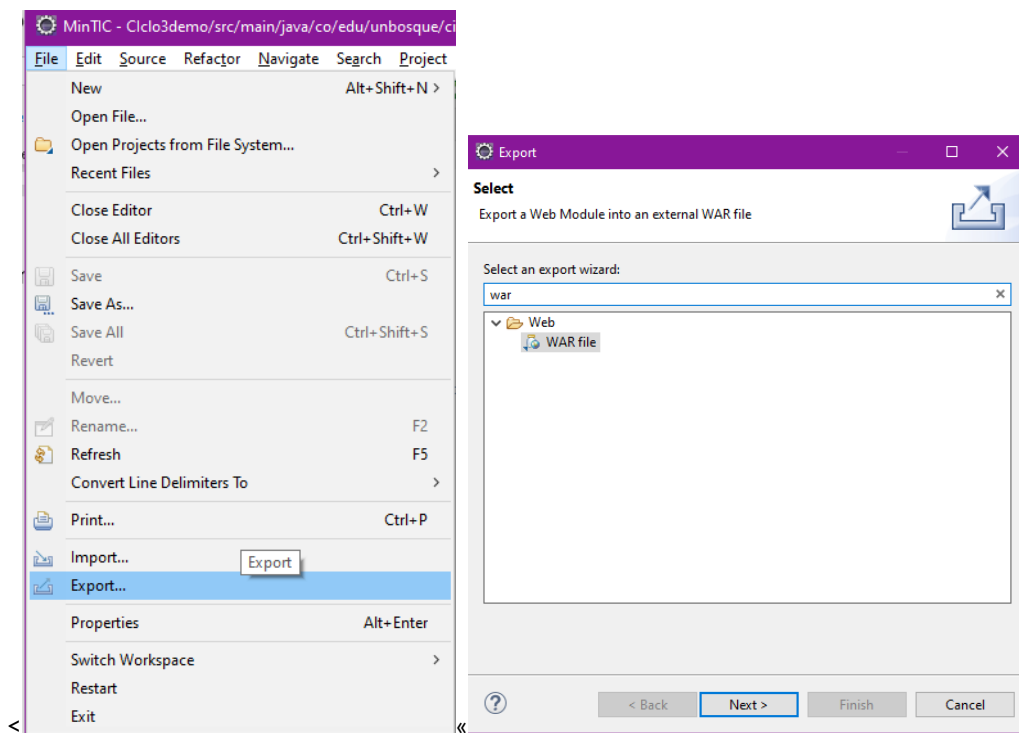 MinTIC - CIclo3demo/src/main/java/co/edu/unbosque/ci
File Edit Source Refactor Navigate Search Project
New Alt+Shift+N >
Open File...
Open Projects from File System...
Recent Files >
Close Editor Ctrl+W
Close All Editors Ctrl+Shift+W
Save Ctrl+S
Save As...
Save All Ctrl+Shift+S
Revert
Move...
Rename... F2
Refresh F5
Convert Line Delimiters To >
Print... Ctrl+P
Import...
Export
Export...
Properties Alt+Enter
Switch Workspace >
Restart
Exit
<
«
Export
Select
Export a Web Module into an external WAR file
Select an export wizard:
war
Web
WAR file
< Back Next > Finish Cancel